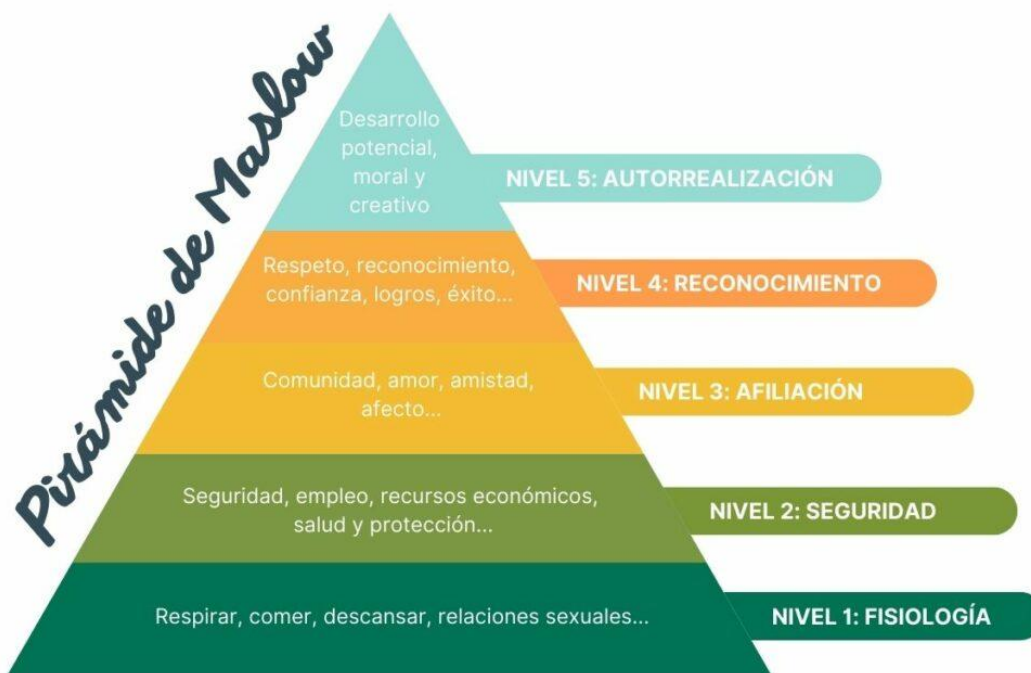 Pirámide de Maslow
Desarrollo
potencial,
moral y
creativo
NIVEL 5: AUTORREALIZACIÓN
Respeto, reconocimiento,
confianza, logros, éxito...
NIVEL 4: RECONOCIMIENTO
Comunidad, amor, amistad,
afecto...
NIVEL 3: AFILIACIÓN
Seguridad, empleo, recursos económicos,
salud y protección...
NIVEL 2: SEGURIDAD
Respirar, comer, descansar, relaciones sexuales...
NIVEL 1: FISIOLOGÍA